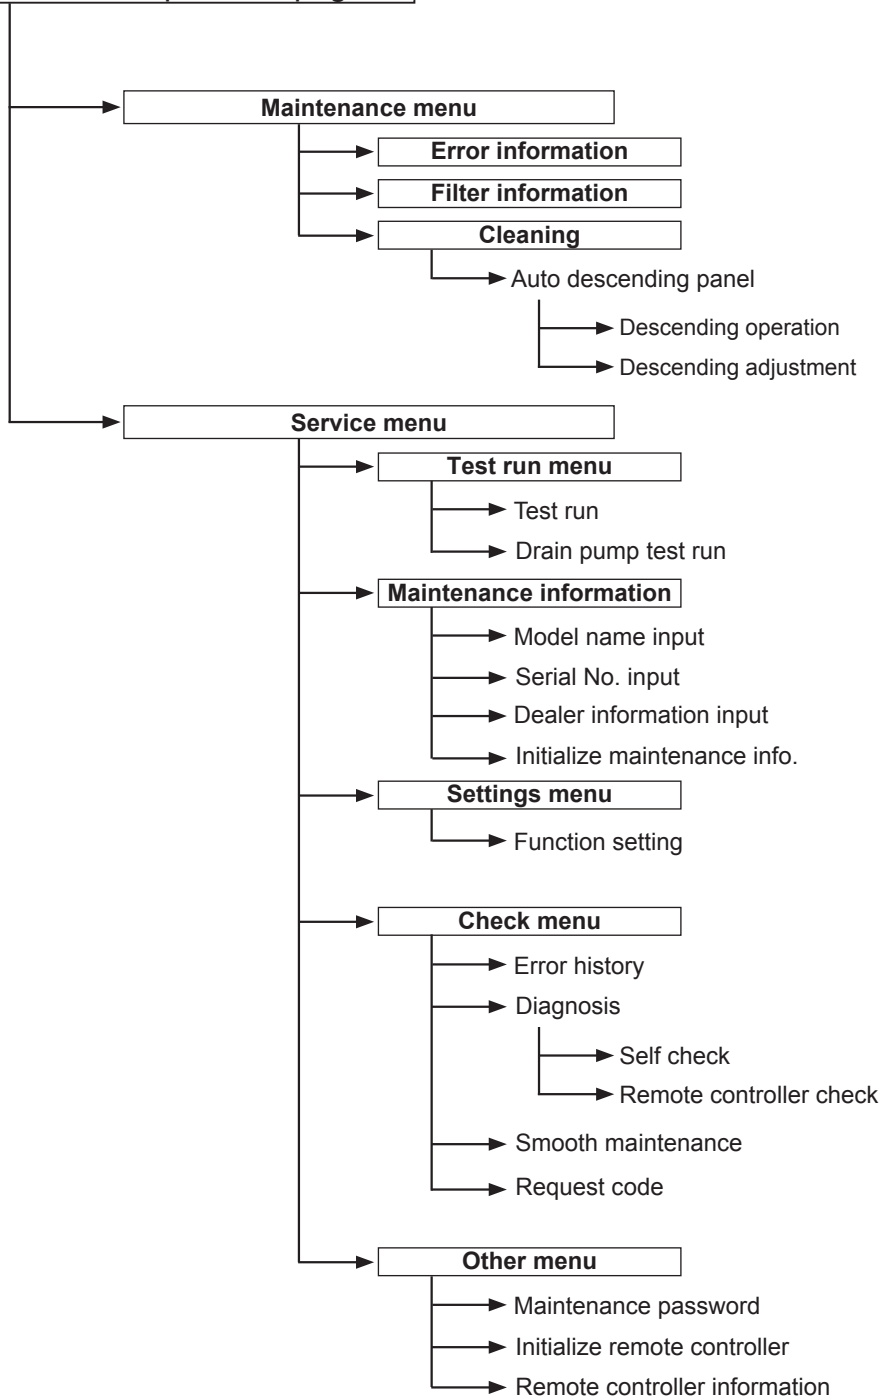 Maintenance menu
Error information
Filter information
Cleaning
Auto descending panel
Descending operation
Descending adjustment
Service menu
Test run menu
Test run
Drain pump test run
Maintenance information
Model name input
Serial No. input
Dealer information input
Initialize maintenance info.
Settings menu
Function setting
Check menu
Error history
Diagnosis
Self check
Remote controller check
Smooth maintenance
Request code
Other menu
Maintenance password
Initialize remote controller
Remote controller information